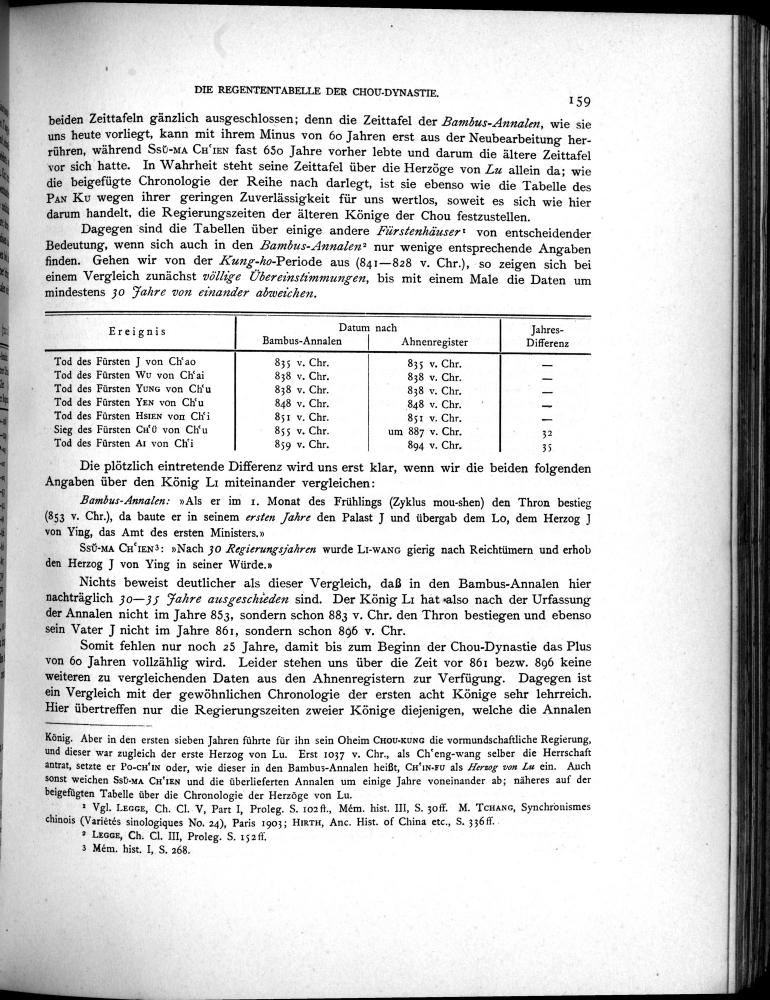 DIE REGENTENTABELLE DER CHOU-DYNASTIE.
159
beiden Zeittafeln gänzlich ausgeschlossen; denn die Zeittafel der Bambus-Annalen, wie sie
uns heute vorliegt, kann mit ihrem Minus von 60 Jahren erst aus der Neubearbeitung her-
rühren, während SSŬ-MA CH‘IEN fast 650 Jahre vorher lebte und darum die ältere Zeittafel
vor sich hatte. In Wahrheit steht seine Zeittafel über die Herzöge von Lu allein da; wie
die beigefügte Chronologie der Reihe nach darlegt, ist sie ebenso wie die Tabelle des
PAN KU wegen ihrer geringen Zuverlässigkeit für uns wertlos, soweit es sich wie hier
darum handelt, die Regierungszeiten der älteren Könige der Chou festzustellen.
Dagegen sind die Tabellen über einige andere Fürstenhäuser¹ von entscheidender
Bedeutung, wenn sich auch in den Bambus-Annalen² nur wenige entsprechende Angaben
finden. Gehen wir von der Kung-ho-Periode aus (841—828 v. Chr.), so zeigen sich bei
einem Vergleich zunächst völlige Übereinstimmungen, bis mit einem Male die Daten um
mindestens 30 Jahre von einander abweichen.
Ereignis Datum nach Jahres-
Bambus-Annalen Ahnenregister Differenz
Tod des Fürsten J von Ch‘ao 835 v. Chr. 835 v. Chr. —
Tod des Fürsten WU von Ch‘ai 838 v. Chr. 838 v. Chr. —
Tod des Fürsten YUNG von Ch‘u 838 v. Chr. 838 v. Chr. —
Tod des Fürsten YEN von Ch‘u 848 v. Chr. 848 v. Chr. —
Tod des Fürsten HSIEN von Ch‘i 851 v. Chr. 851 v. Chr. —
Sieg des Fürsten CH‘Ü von Ch‘u 855 v. Chr. um 887 v. Chr. 32
Tod des Fürsten AI von Ch‘i 859 v. Chr. 894 v. Chr. 35
Die plötzlich eintretende Differenz wird uns erst klar, wenn wir die beiden folgenden
Angaben über den König LI miteinander vergleichen:
Bambus-Annalen: »Als er im 1. Monat des Frühlings (Zyklus mou-shen) den Thron bestieg
(853 v. Chr.), da baute er in seinem ersten Jahre den Palast J und übergab dem Lo, dem Herzog J
von Ying, das Amt des ersten Ministers.»
SSŬ-MA CH‘IEN³: »Nach 30 Regierungsjahren wurde LI-WANG gierig nach Reichtümern und erhob
den Herzog J von Ying in seiner Würde.»
Nichts beweist deutlicher als dieser Vergleich, daß in den Bambus-Annalen hier
nachträglich 30—35 Jahre ausgeschieden sind. Der König LI hat also nach der Urfassung
der Annalen nicht im Jahre 853, sondern schon 883 v. Chr. den Thron bestiegen und ebenso
sein Vater J nicht im Jahre 861, sondern schon 896 v. Chr.
Somit fehlen nur noch 25 Jahre, damit bis zum Beginn der Chou-Dynastie das Plus
von 60 Jahren vollzählig wird. Leider stehen uns über die Zeit vor 861 bezw. 896 keine
weiteren zu vergleichenden Daten aus den Ahnenregistern zur Verfügung. Dagegen ist
ein Vergleich mit der gewöhnlichen Chronologie der ersten acht Könige sehr lehrreich.
Hier übertreffen nur die Regierungszeiten zweier Könige diejenigen, welche die Annalen
König. Aber in den ersten sieben Jahren führte für ihn sein Oheim CHOU-KUNG die vormundschaftliche Regierung,
und dieser war zugleich der erste Herzog von Lu. Erst 1037 v. Chr., als Ch‘eng-wang selber die Herrschaft
antrat, setzte er PO-CH‘IN oder, wie dieser in den Bambus-Annalen heißt, CH‘IN-FU als Herzog von Lu ein. Auch
sonst weichen SSŬ-MA CH‘IEN und die überlieferten Annalen um einige Jahre voneinander ab; näheres auf der
beigefügten Tabelle über die Chronologie der Herzöge von Lu.
¹ Vgl. LEGGE, Ch. Cl. V, Part I, Proleg. S. 102ff., Mém. hist. III, S. 30ff. M. TCHANG, Synchronismes
chinois (Variétés sinologiques No. 24), Paris 1903; HIRTH, Anc. Hist. of China etc., S. 336ff.
² LEGGE, Ch. Cl. III, Proleg. S. 152ff.
³ Mém. hist. I, S. 268.